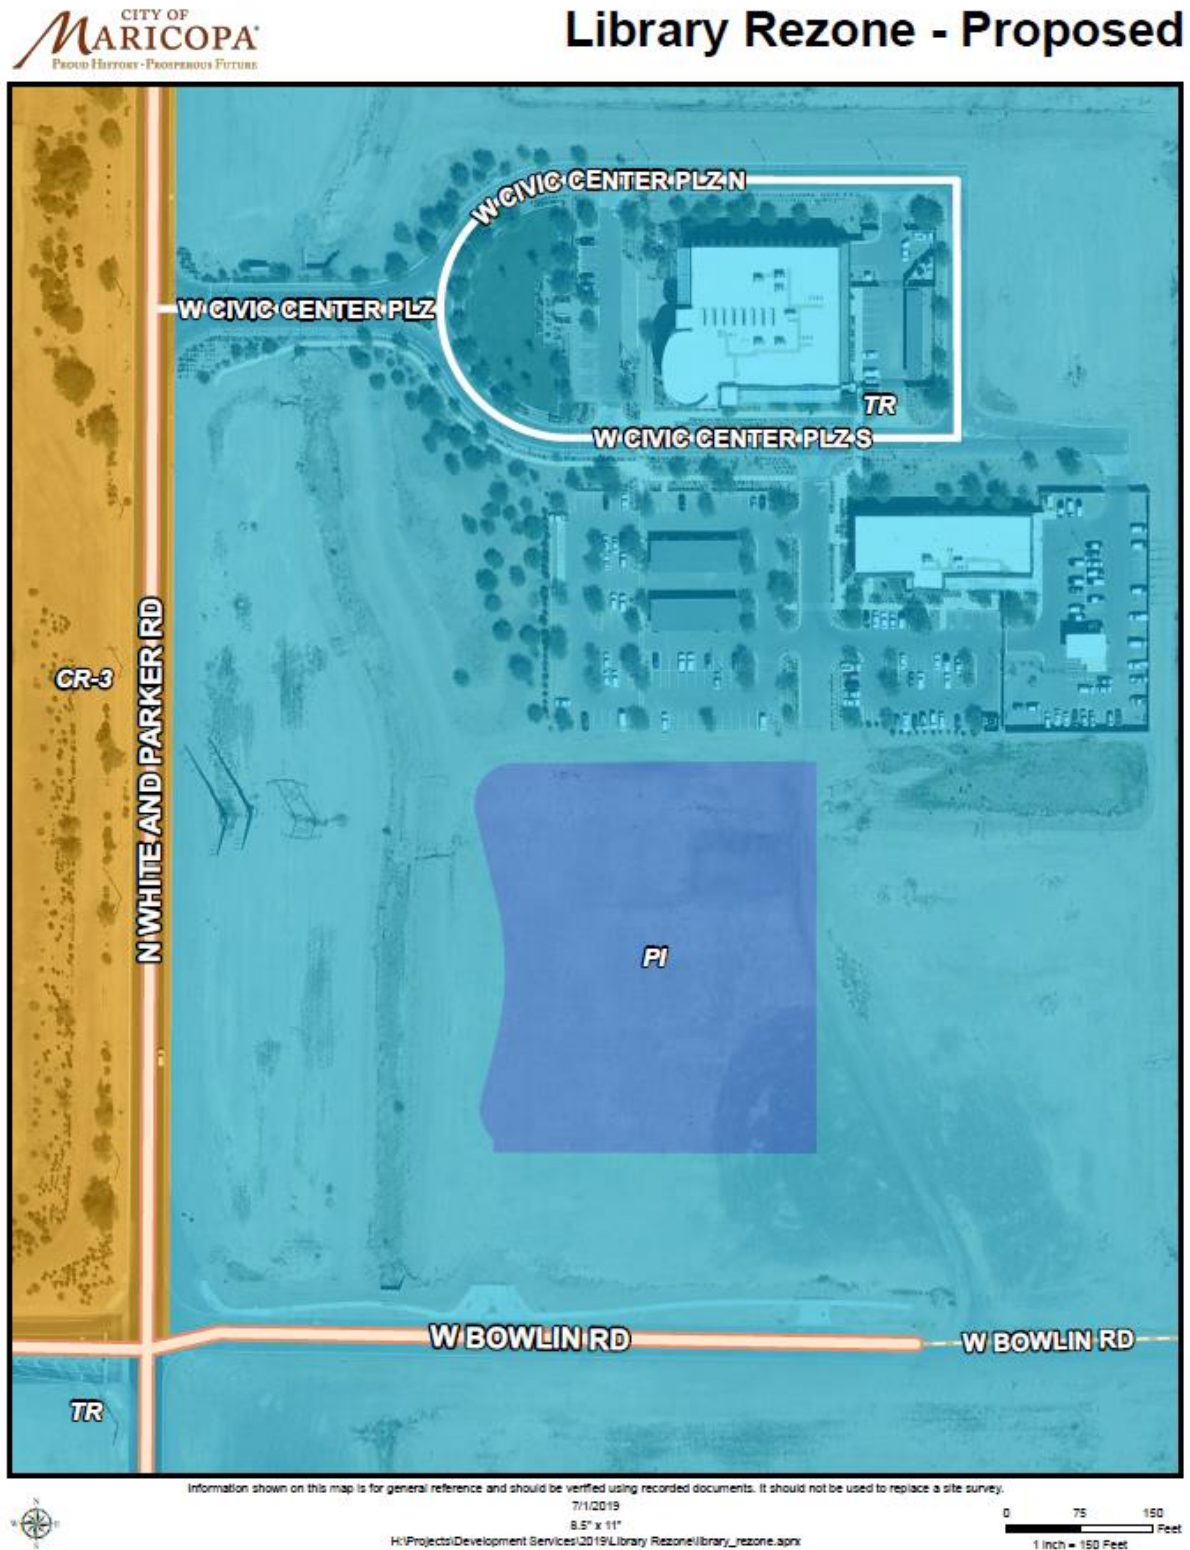 CITY OF
MARICOPA
PROUD HISTORY - PROSPEROUS FUTURE
Library Rezone - Proposed
W CIVIC CENTER PLZ N
W CIVIC CENTER PLZ
TR
W CIVIC CENTER PLZ S
CR-3
N WHITE AND PARKER RD
PI
W BOWLIN RD
W BOWLIN RD
TR
Information shown on this map is for general reference and should be verified using recorded documents. It should not be used to replace a site survey.
7/1/2019
8.5" x 11"
H:\Projects\Development Services\2019\Library Rezone\library_rezone.aprx
N
W
E
S
0 75 150
Feet
1 inch = 150 Feet